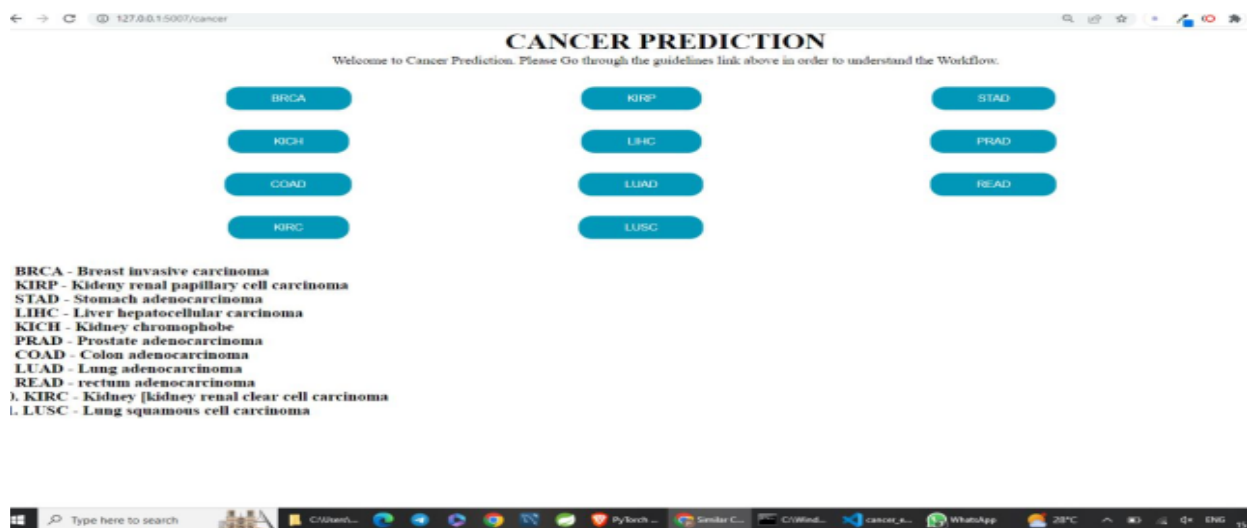 127.0.0.1:5007/cancer
CANCER PREDICTION
Welcome to Cancer Prediction. Please Go through the guidelines link above in order to understand the Workflow.
BRCA KIRP STAD
KICH LIHC PRAD
COAD LUAD READ
KIRC LUSC
BRCA - Breast invasive carcinoma
KIRP - Kideny renal papillary cell carcinoma
STAD - Stomach adenocarcinoma
LIHC - Liver hepatocellular carcinoma
KICH - Kidney chromophobe
PRAD - Prostate adenocarcinoma
COAD - Colon adenocarcinoma
LUAD - Lung adenocarcinoma
READ - rectum adenocarcinoma
. KIRC - Kidney [kidney renal clear cell carcinoma
. LUSC - Lung squamous cell carcinoma
Type here to search C:\Users\... PyTorch - Similar C... C:\Wind... cancer_e... WhatsApp 28°C ENG